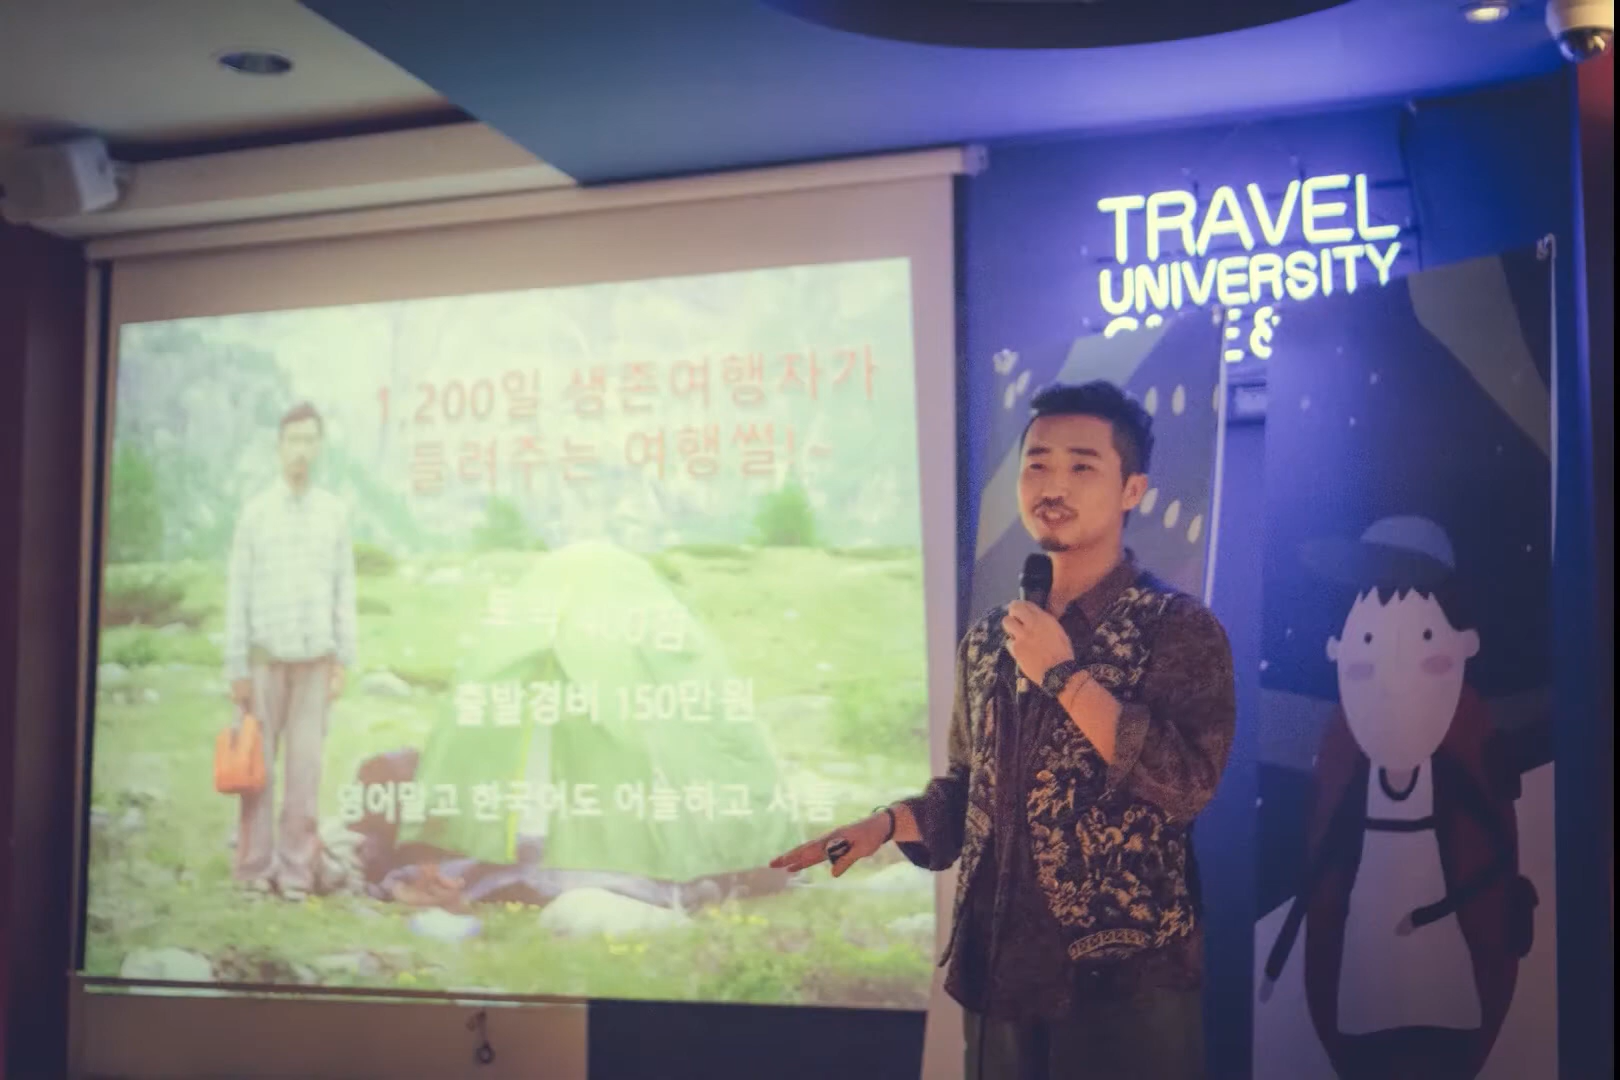 1,200일 생존여행자가
들려주는 여행썰!~
출발경비 150만원
영어말고 한국어도 어눌하고 서툼
TRAVEL
UNIVERSITY
&